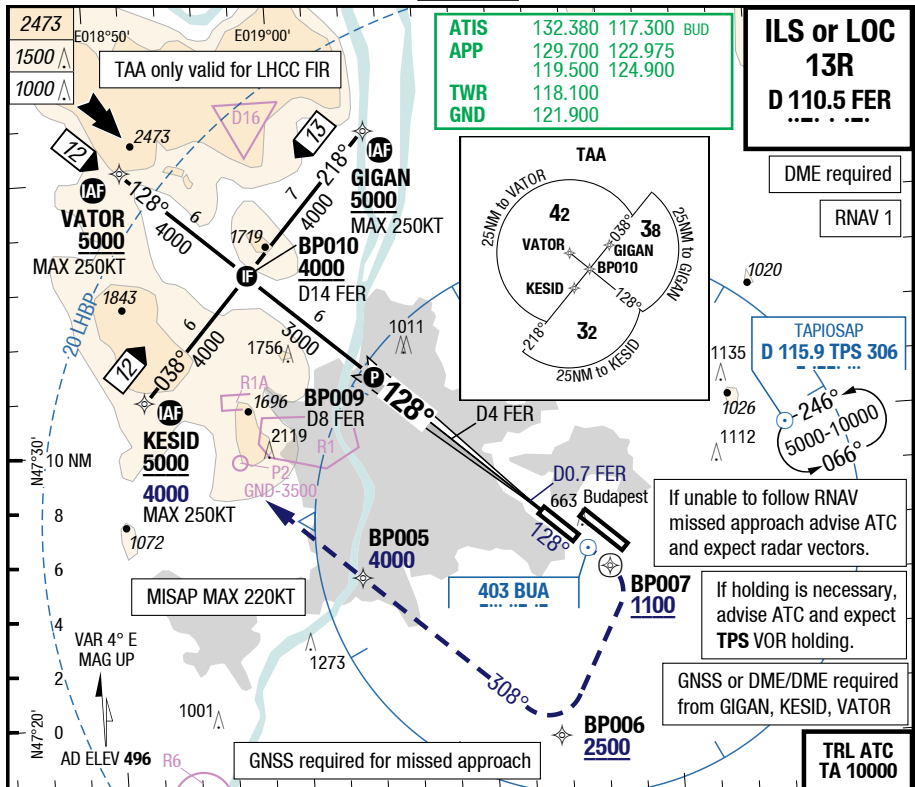 2473
1500
1000
E018°50'
E019°00'
TAA only valid for LHCC FIR
ATIS 132.380 117.300 BUD
APP 129.700 122.975
119.500 124.900
TWR 118.100
GND 121.900
ILS or LOC
13R
D 110.5 FER
DME required
RNAV 1
D16
2473
12
IAF
VATOR
5000
MAX 250KT
128°
6
4000
13
218°
7
4000
IAF
GIGAN
5000
MAX 250KT
1719
BP010
4000
D14 FER
IF
1843
20 LHBP
6
3000
6
4000
038°
12
IAF
KESID
5000
4000
MAX 250KT
1756
R1A
1696
2119
R1
P2
GND-3500
1011
P
BP009
D8 FER
128°
D4 FER
D0.7 FER
663
Budapest
128°
TAA
25NM to VATOR
42
VATOR
038°
38
GIGAN
BP010
25NM to GIGAN
KESID
128°
218°
32
25NM to KESID
1020
TAPIOSAP
D 115.9 TPS 306
1135
1026
1112
246°
5000-10000
066°
N47°30'
10 NM
8
6
4
2
0
N47°20'
1072
MISAP MAX 220KT
BP005
4000
403 BUA
BP007
1100
If unable to follow RNAV
missed approach advise ATC
and expect radar vectors.
If holding is necessary,
advise ATC and expect
TPS VOR holding.
GNSS or DME/DME required
from GIGAN, KESID, VATOR
VAR 4° E
MAG UP
1273
1001
308°
BP006
2500
AD ELEV 496
R6
GNSS required for missed approach
TRL ATC
TA 10000